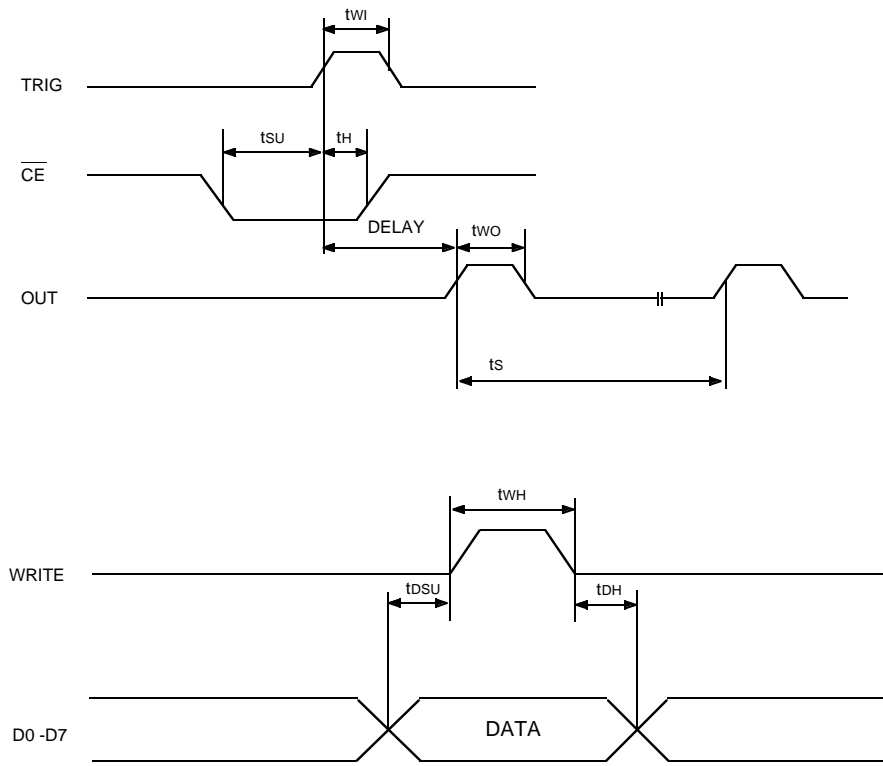 tWI
TRIG
tSU
tH
CE
DELAY
tWO
OUT
tS
tWH
WRITE
tDSU
tDH
D0 -D7
DATA